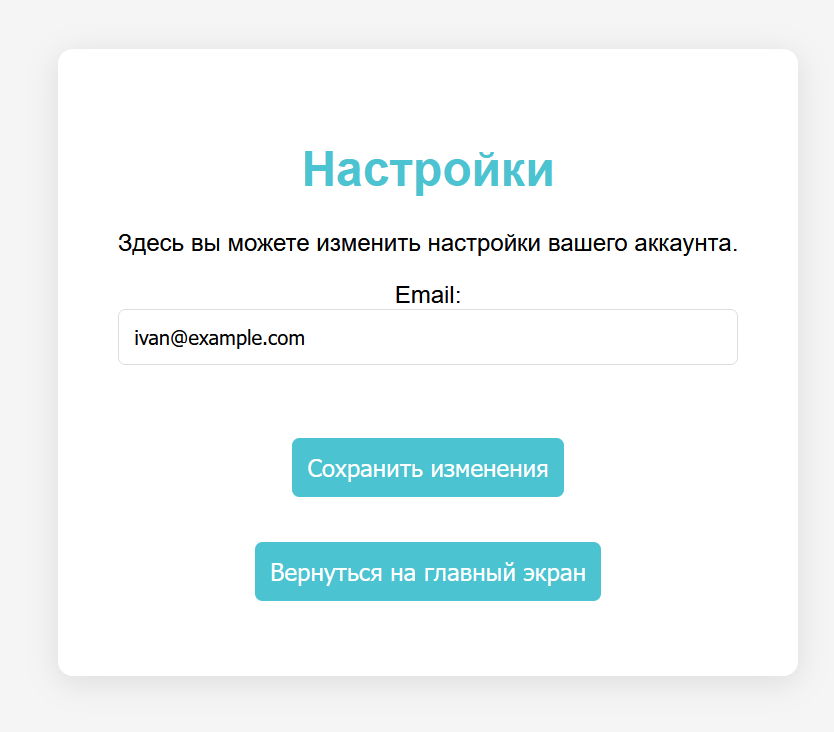 Настройки
Здесь вы можете изменить настройки вашего аккаунта.
Email:
ivan@example.com
Сохранить изменения
Вернуться на главный экран